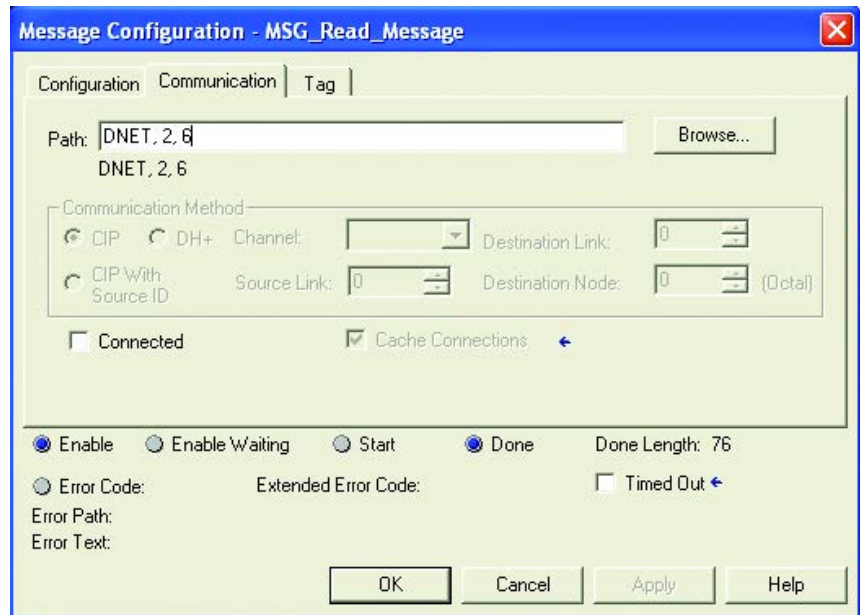 Message Configuration - MSG_Read_Message
Configuration Communication Tag
Path: DNET, 2, 6 Browse...
DNET, 2, 6
Communication Method
CIP DH+ Channel: Destination Link: 0
CIP With Source ID Source Link: 0 Destination Node: 0 (Octal)
Connected Cache Connections
Enable Enable Waiting Start Done Done Length: 76
Error Code: Extended Error Code: Timed Out
Error Path:
Error Text:
OK Cancel Apply Help